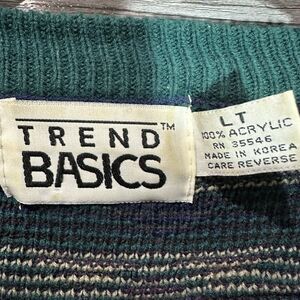 TREND™
BASICS
LT
100% ACRYLIC
RN 35546
MADE IN KOREA
CARE REVERSE